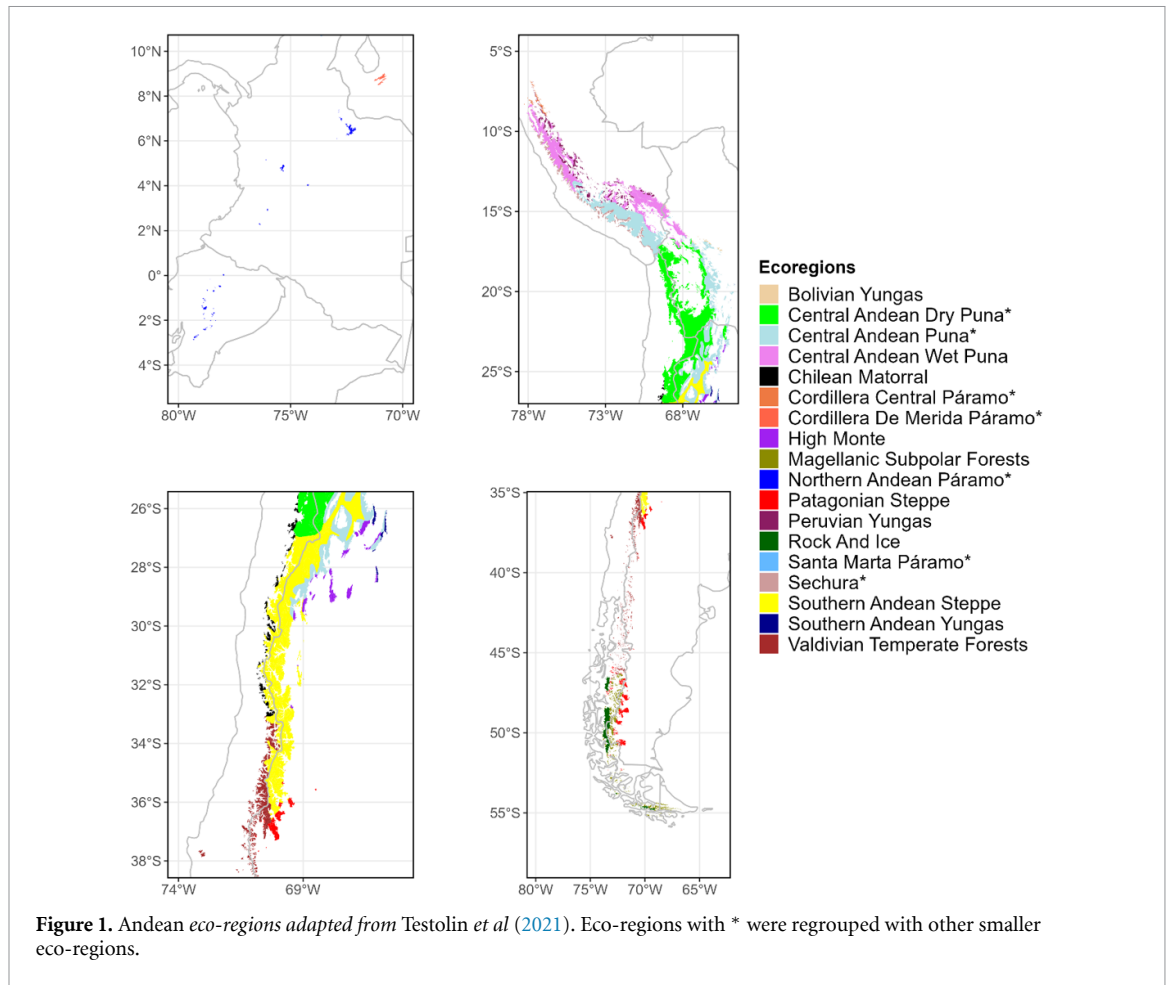 10°N
8°N
6°N
4°N
2°N
0°
2°S
4°S
80°W 75°W 70°W
5°S
10°S
15°S
20°S
25°S
78°W 73°W 68°W
26°S
28°S
30°S
32°S
34°S
36°S
38°S
74°W 69°W
35°S
40°S
45°S
50°S
55°S
80°W 75°W 70°W 65°W
Ecoregions
Bolivian Yungas
Central Andean Dry Puna*
Central Andean Puna*
Central Andean Wet Puna
Chilean Matorral
Cordillera Central Páramo*
Cordillera De Merida Páramo*
High Monte
Magellanic Subpolar Forests
Northern Andean Páramo*
Patagonian Steppe
Peruvian Yungas
Rock And Ice
Santa Marta Páramo*
Sechura*
Southern Andean Steppe
Southern Andean Yungas
Valdivian Temperate Forests
Figure 1. Andean eco-regions adapted from Testolin et al (2021). Eco-regions with * were regrouped with other smaller
eco-regions.